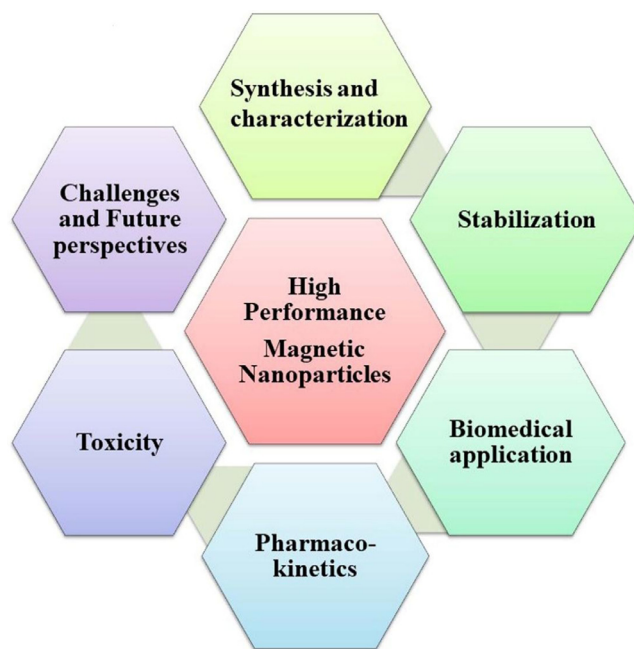 Synthesis and
characterization
Stabilization
Biomedical
application
Pharmaco-
kinetics
Toxicity
Challenges
and Future
perspectives
High
Performance
Magnetic
Nanoparticles